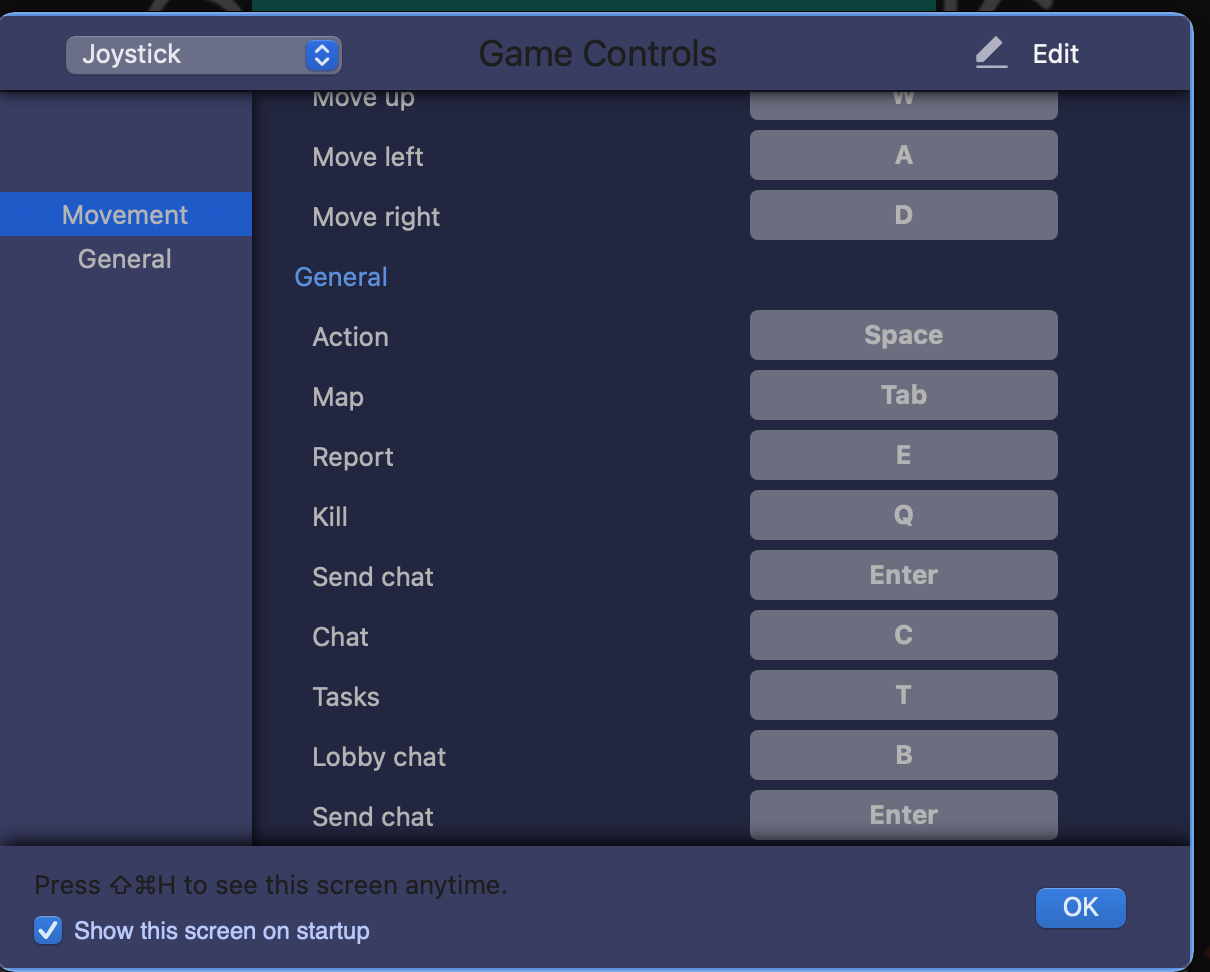 Joystick
Game Controls
Edit
Movement
General
Move up W
Move left A
Move right D
General
Action Space
Map Tab
Report E
Kill Q
Send chat Enter
Chat C
Tasks T
Lobby chat B
Send chat Enter
Press ⇧⌘H to see this screen anytime.
Show this screen on startup
OK